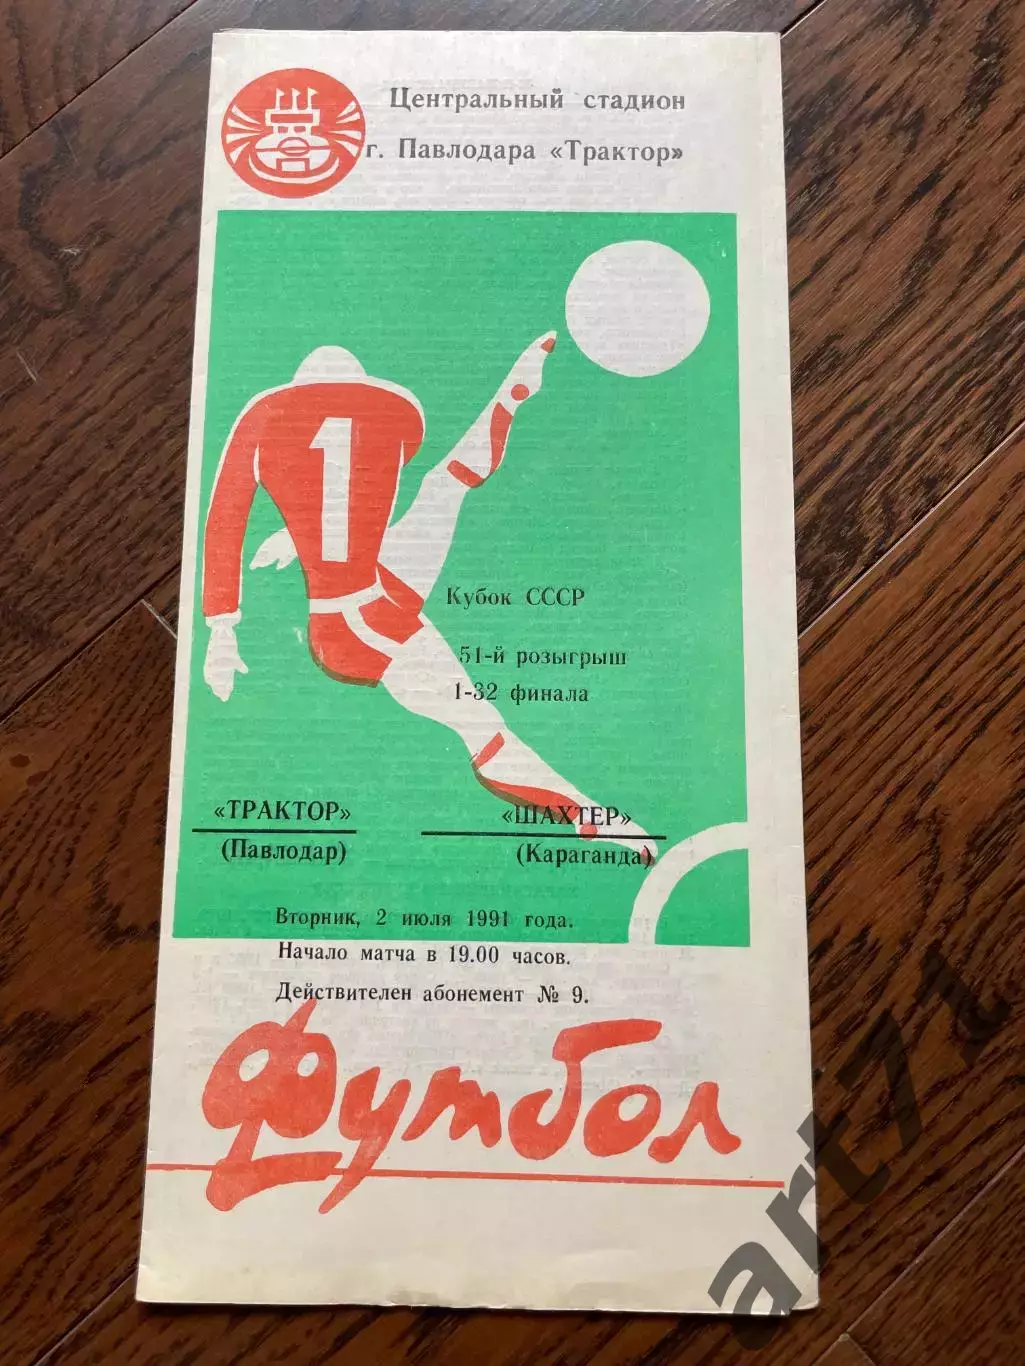 Центральный стадион
г. Павлодара «Трактор»
1
Кубок СССР
51-й розыгрыш
1-32 финала
«ТРАКТОР»
(Павлодар)
«ШАХТЕР»
(Караганда)
Вторник, 2 июля 1991 года.
Начало матча в 19.00 часов.
Действителен абонемент № 9.
Футбол
art74